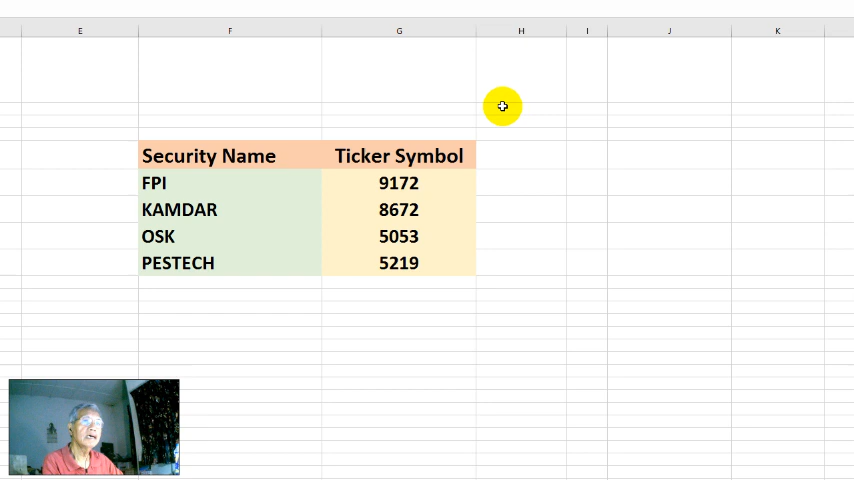 E F G H I J K
Security Name Ticker Symbol
FPI 9172
KAMDAR 8672
OSK 5053
PESTECH 5219